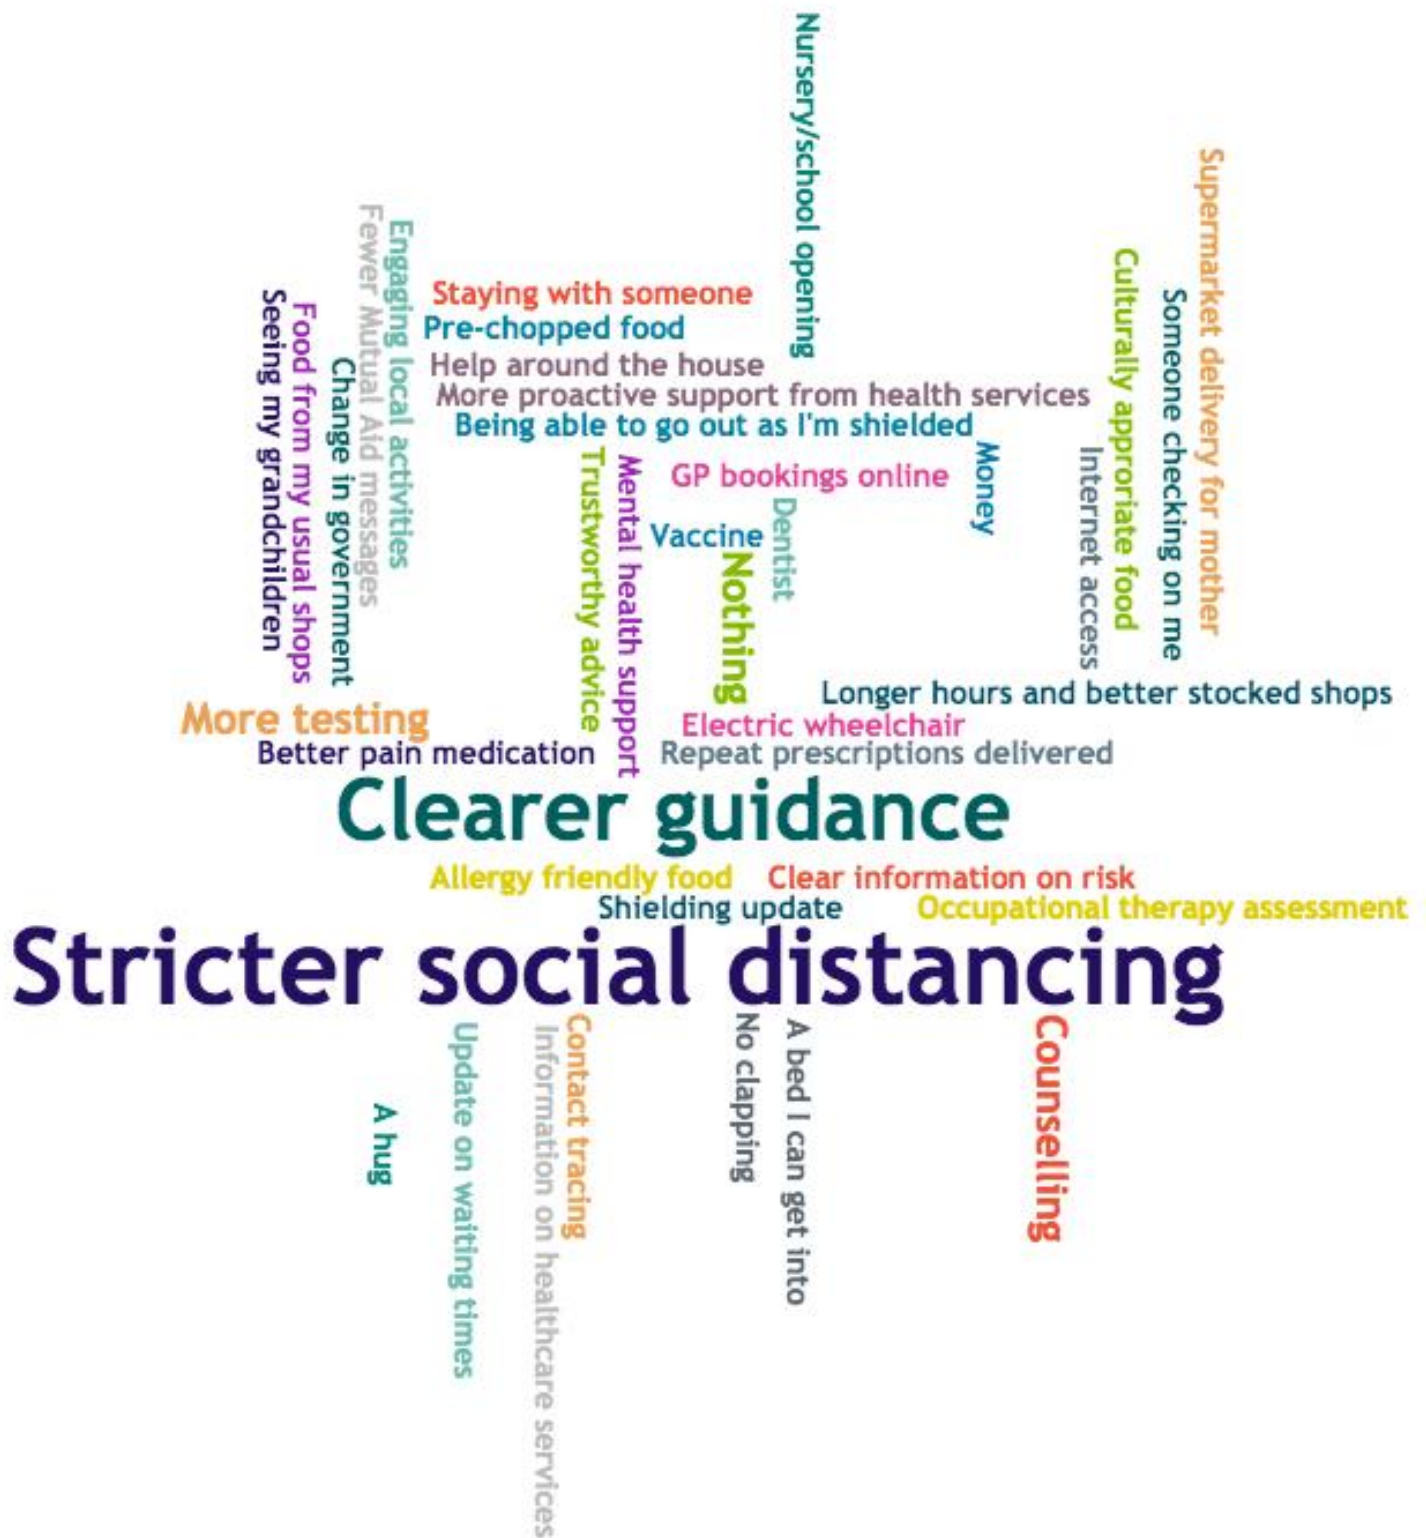 Nursery/school opening
Supermarket delivery for mother
Fewer Mutual Aid messages
Engaging local activities
Culturally approriate food
Staying with someone
Seeing my grandchildren
Someone checking on me
Food from my usual shops
Pre-chopped food
Help around the house
Change in government
More proactive support from health services
Being able to go out as I'm shielded
Money
Internet access
Trustworthy advice
Mental health support
GP bookings online
Dentist
Vaccine
Nothing
Longer hours and better stocked shops
More testing
Electric wheelchair
Better pain medication
Repeat prescriptions delivered
Clearer guidance
Allergy friendly food
Clear information on risk
Shielding update
Occupational therapy assessment
Stricter social distancing
Contact tracing
No clapping
Counselling
Update on waiting times
Information on healthcare services
A bed I can get into
A hug